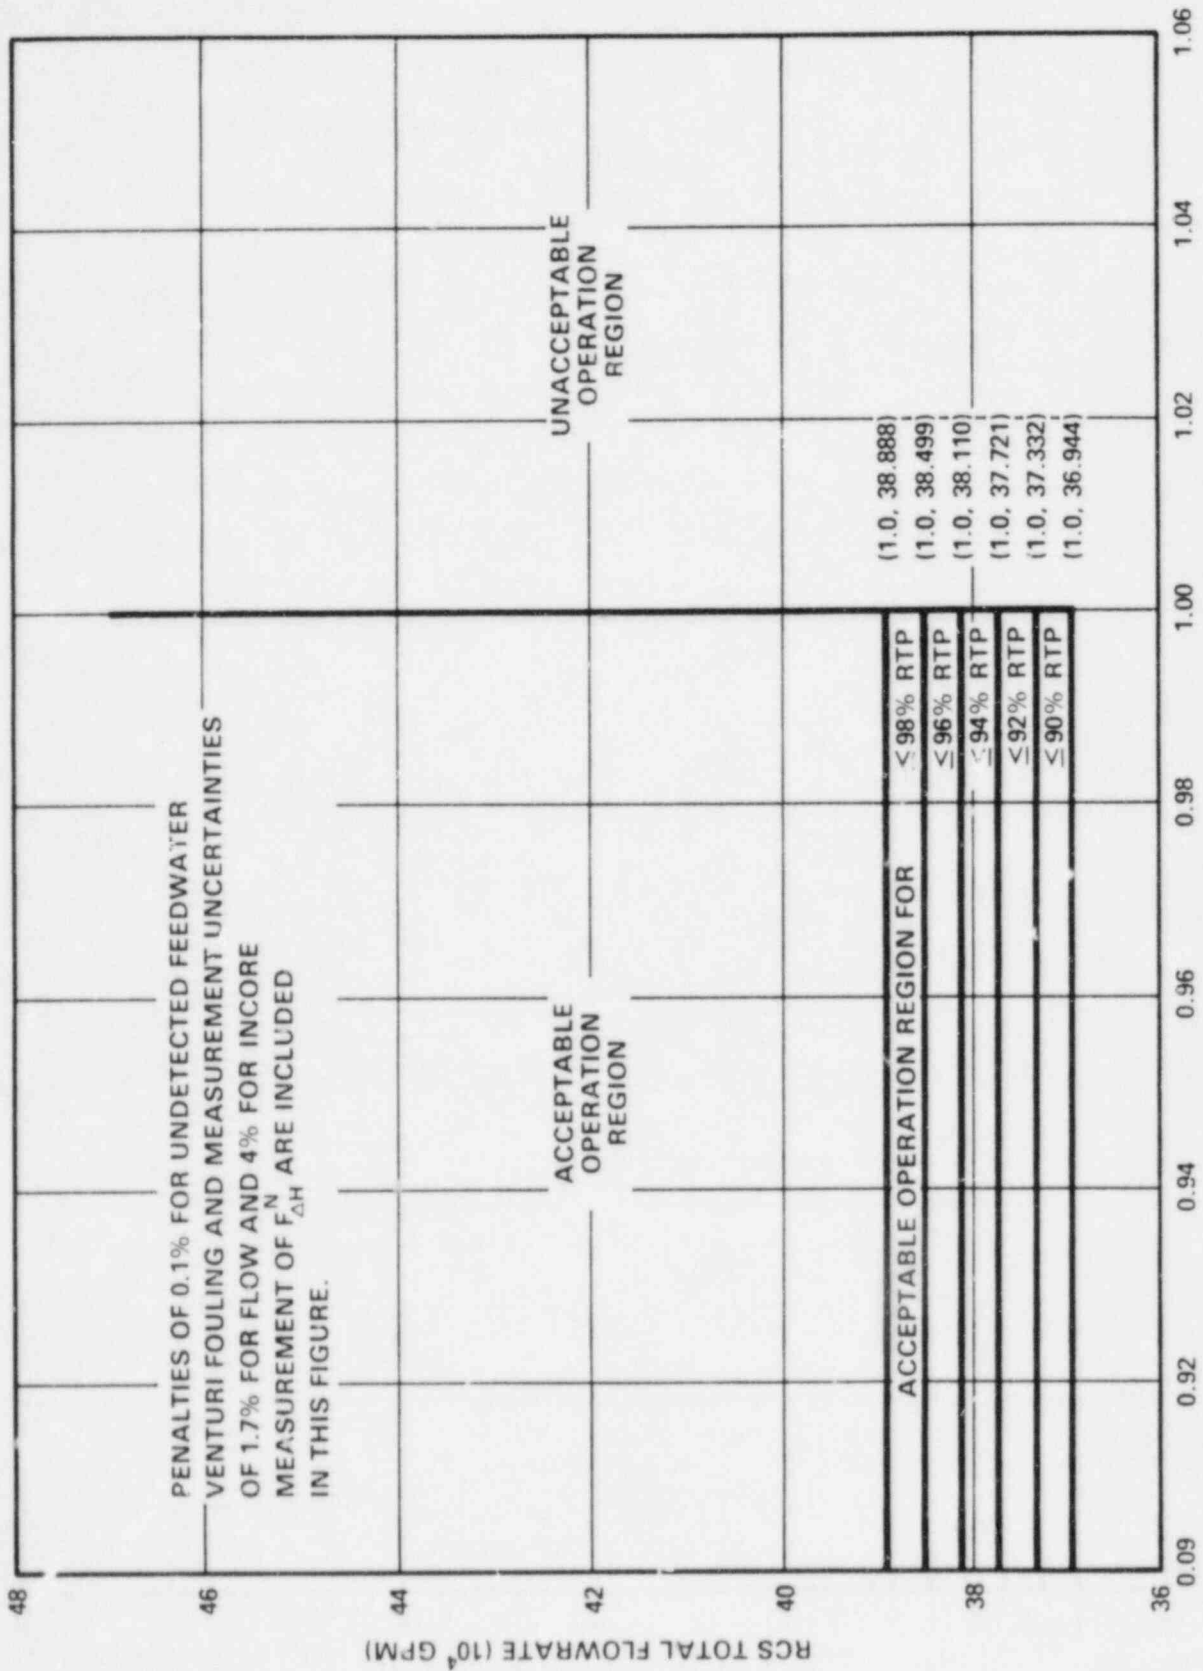 PENALTIES OF 0.1% FOR UNDETECTED FEEDWATER
VENTURI FOULING AND MEASUREMENT UNCERTAINTIES
OF 1.7% FOR FLOW AND 4% FOR INCORE
MEASUREMENT OF F^N_ΔH ARE INCLUDED
IN THIS FIGURE.
ACCEPTABLE
OPERATION
REGION
UNACCEPTABLE
OPERATION
REGION
ACCEPTABLE OPERATION REGION FOR
≤98% RTP
≤96% RTP
≤94% RTP
≤92% RTP
≤90% RTP
(1.0, 38.888)
(1.0, 38.499)
(1.0, 38.110)
(1.0, 37.721)
(1.0, 37.332)
(1.0, 36.944)
RCS TOTAL FLOWRATE (10^4 GPM)
48
46
44
42
40
38
36
0.09
0.92
0.94
0.96
0.98
1.00
1.02
1.04
1.06